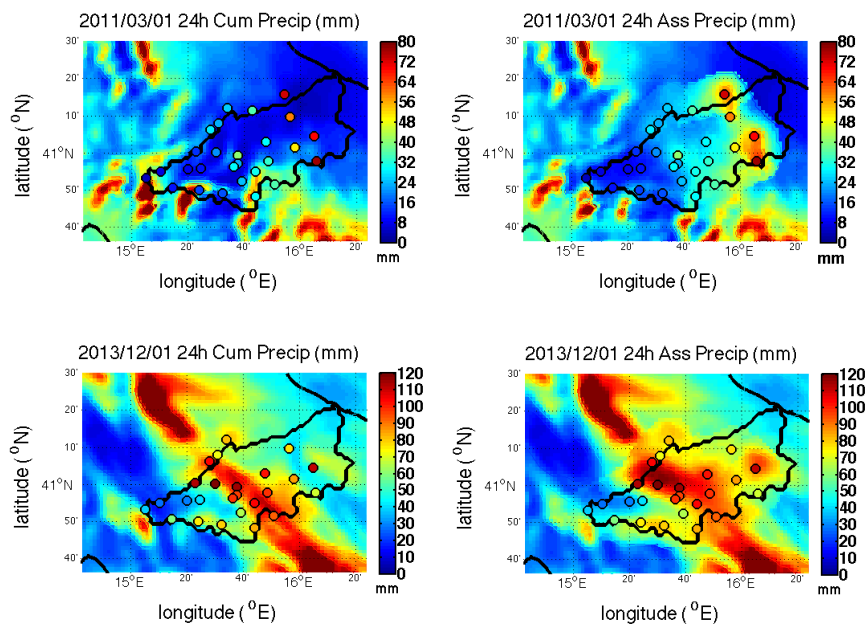 2011/03/01 24h Cum Precip (mm)
30'
20'
10'
41°N
50'
40'
15°E 20' 40' 16°E 20'
latitude (°N)
longitude (°E)
80
72
64
56
48
40
32
24
16
8
0
mm
2011/03/01 24h Ass Precip (mm)
30'
20'
10'
41°N
50'
40'
15°E 20' 40' 16°E 20'
latitude (°N)
longitude (°E)
80
72
64
56
48
40
32
24
16
8
0
mm
2013/12/01 24h Cum Precip (mm)
30'
20'
10'
41°N
50'
40'
15°E 20' 40' 16°E 20'
latitude (°N)
longitude (°E)
120
110
100
90
80
70
60
50
40
30
20
10
0
mm
2013/12/01 24h Ass Precip (mm)
30'
20'
10'
41°N
50'
40'
15°E 20' 40' 16°E 20'
latitude (°N)
longitude (°E)
120
110
100
90
80
70
60
50
40
30
20
10
0
mm